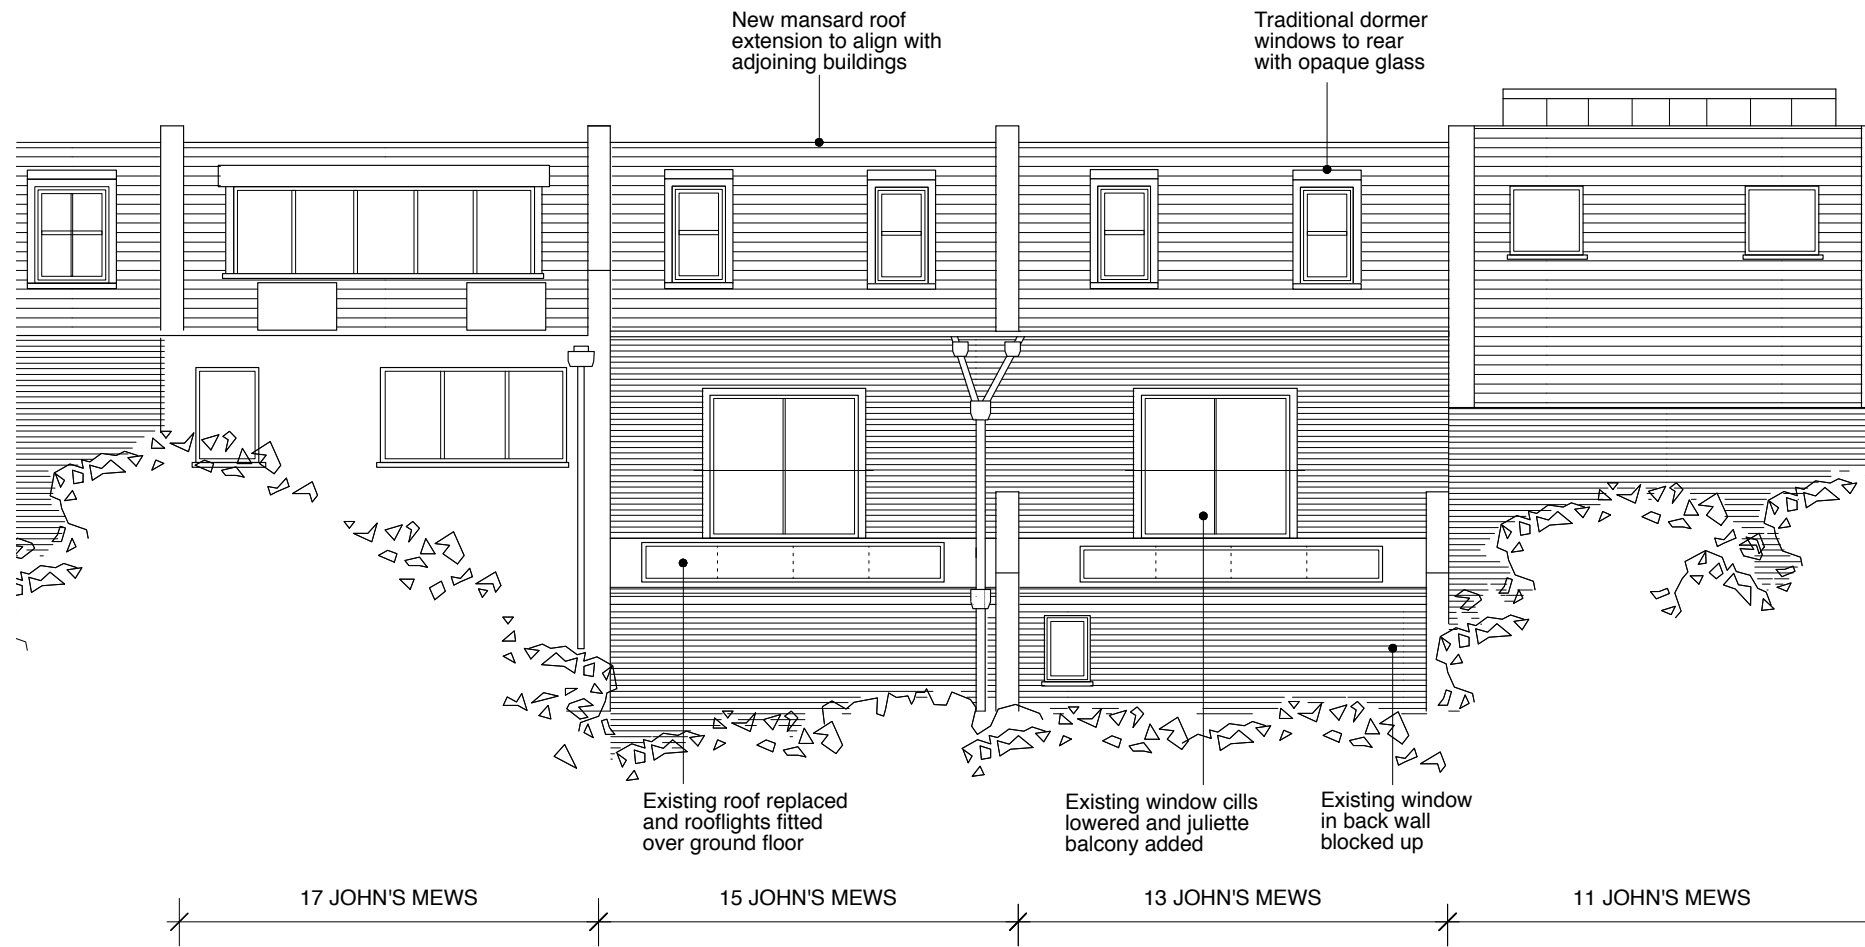 New mansard roof
extension to align with
adjoining buildings
Traditional dormer
windows to rear
with opaque glass
Existing roof replaced
and rooflights fitted
over ground floor
Existing window cills
lowered and juliette
balcony added
Existing window
in back wall
blocked up
17 JOHN'S MEWS
15 JOHN'S MEWS
13 JOHN'S MEWS
11 JOHN'S MEWS